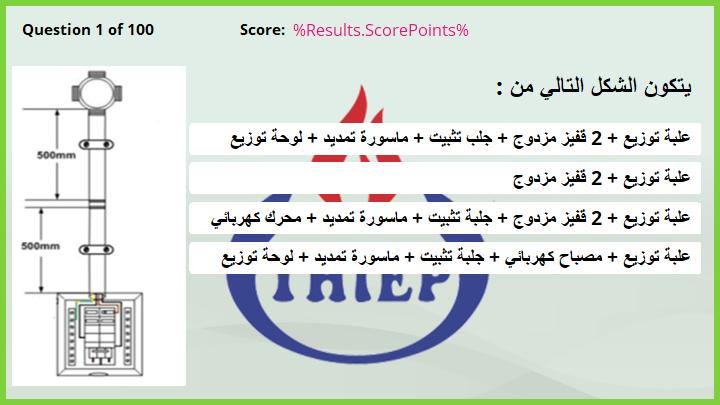 Question 1 of 100
Score: %Results.ScorePoints%
يتكون الشكل التالي من :
علبة توزيع + 2 قفيز مزدوج + جلب تثبيت + ماسورة تمديد + لوحة توزيع
علبة توزيع + 2 قفيز مزدوج
علبة توزيع + 2 قفيز مزدوج + جلبة تثبيت + ماسورة تمديد + محرك كهربائي
علبة توزيع + مصباح كهربائي + جلبة تثبيت + ماسورة تمديد + لوحة توزيع
500mm
500mm
THIEP